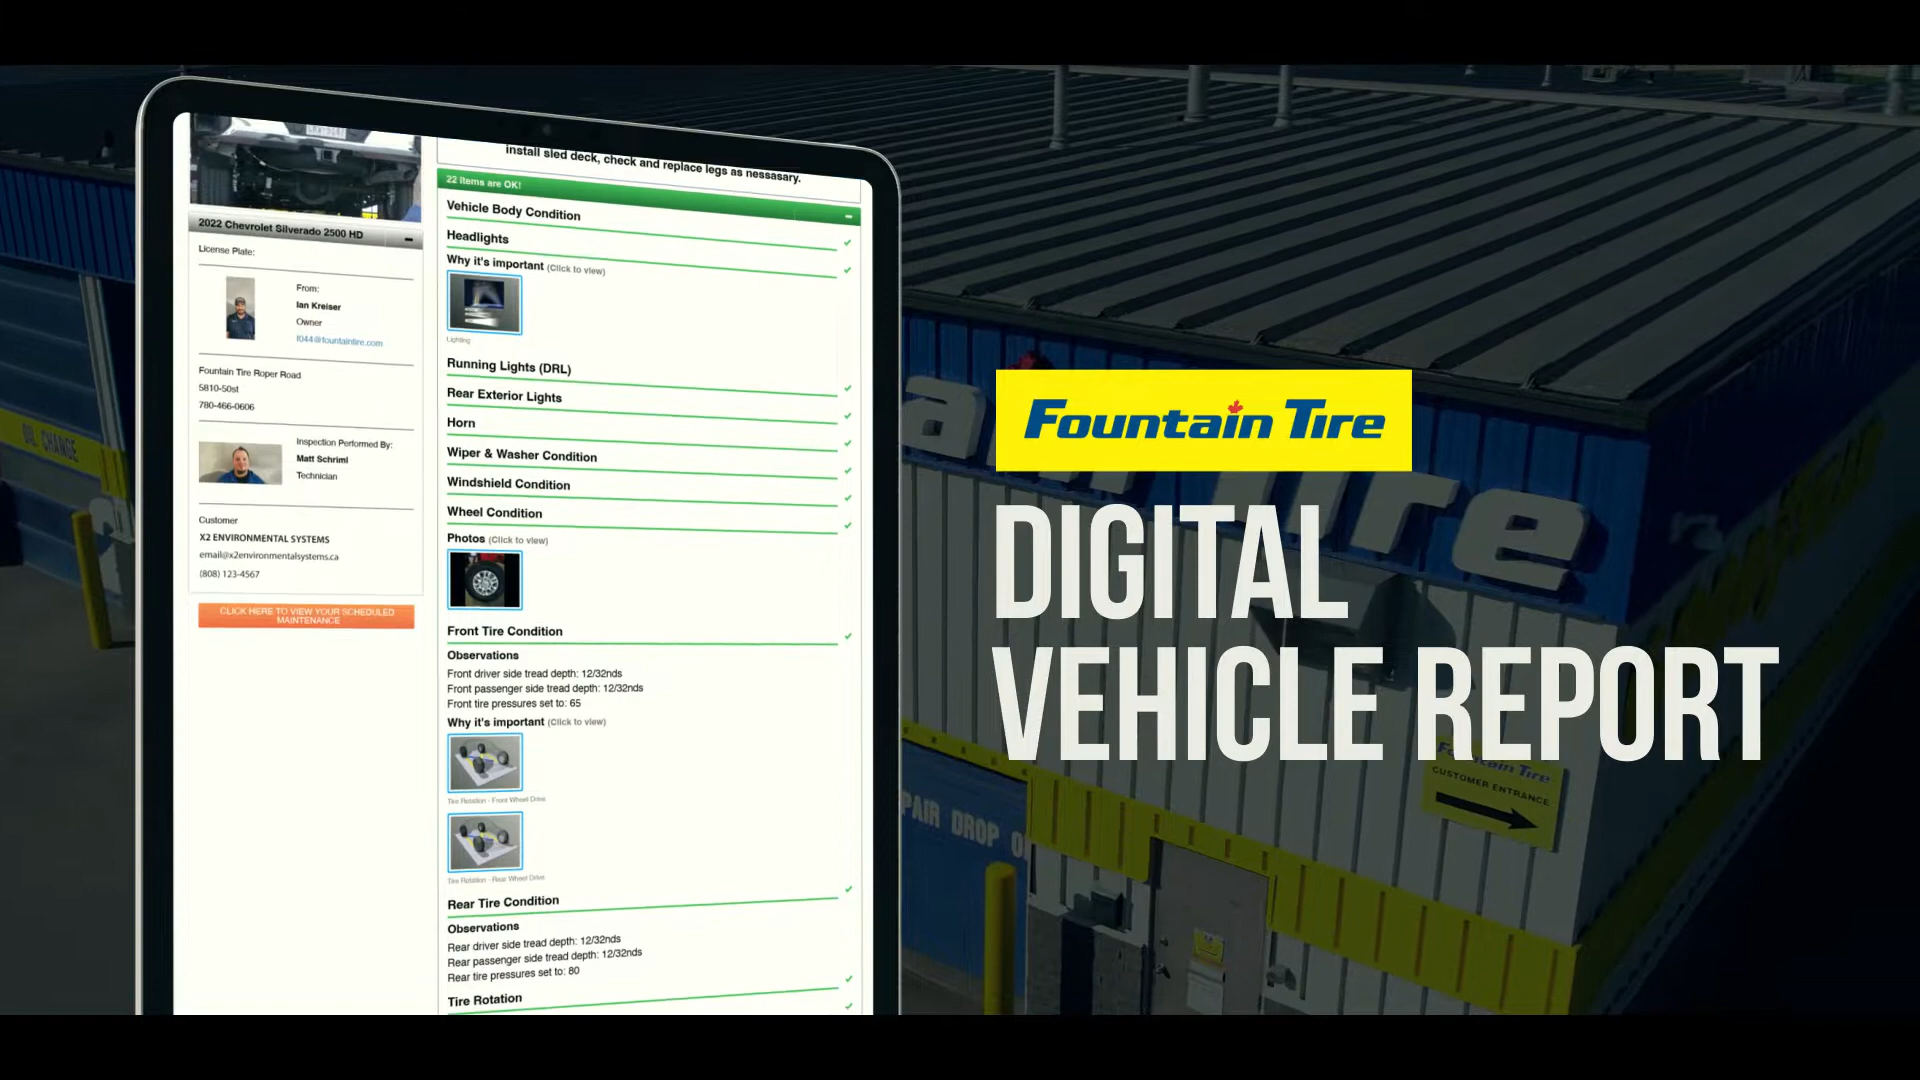 install sled deck, check and replace legs as nessasary.
22 items are OK!
2022 Chevrolet Silverado 2500 HD
License Plate:
From:
Ian Kreiser
Owner
f044@fountaintire.com
Fountain Tire Roper Road
5810-50st
780-466-0606
Inspection Performed By:
Matt Schriml
Technician
Customer
X2 ENVIRONMENTAL SYSTEMS
email@x2environmentalsystems.ca
(808) 123-4567
CLICK HERE TO VIEW YOUR SCHEDULED
MAINTENANCE
Vehicle Body Condition
Headlights
Why it's important (Click to view)
Lighting
Running Lights (DRL)
Rear Exterior Lights
Horn
Wiper & Washer Condition
Windshield Condition
Wheel Condition
Photos (Click to view)
Front Tire Condition
Observations
Front driver side tread depth: 12/32nds
Front passenger side tread depth: 12/32nds
Front tire pressures set to: 65
Why it's important (Click to view)
Tire Rotation - Front Wheel Drive
Tire Rotation - Rear Wheel Drive
Rear Tire Condition
Observations
Rear driver side tread depth: 12/32nds
Rear passenger side tread depth: 12/32nds
Rear tire pressures set to: 80
Tire Rotation
Fountain Tire
DIGITAL
VEHICLE REPORT
OIL CHANGE
Tire
Fountain Tire
CUSTOMER ENTRANCE
PAIR DROP O